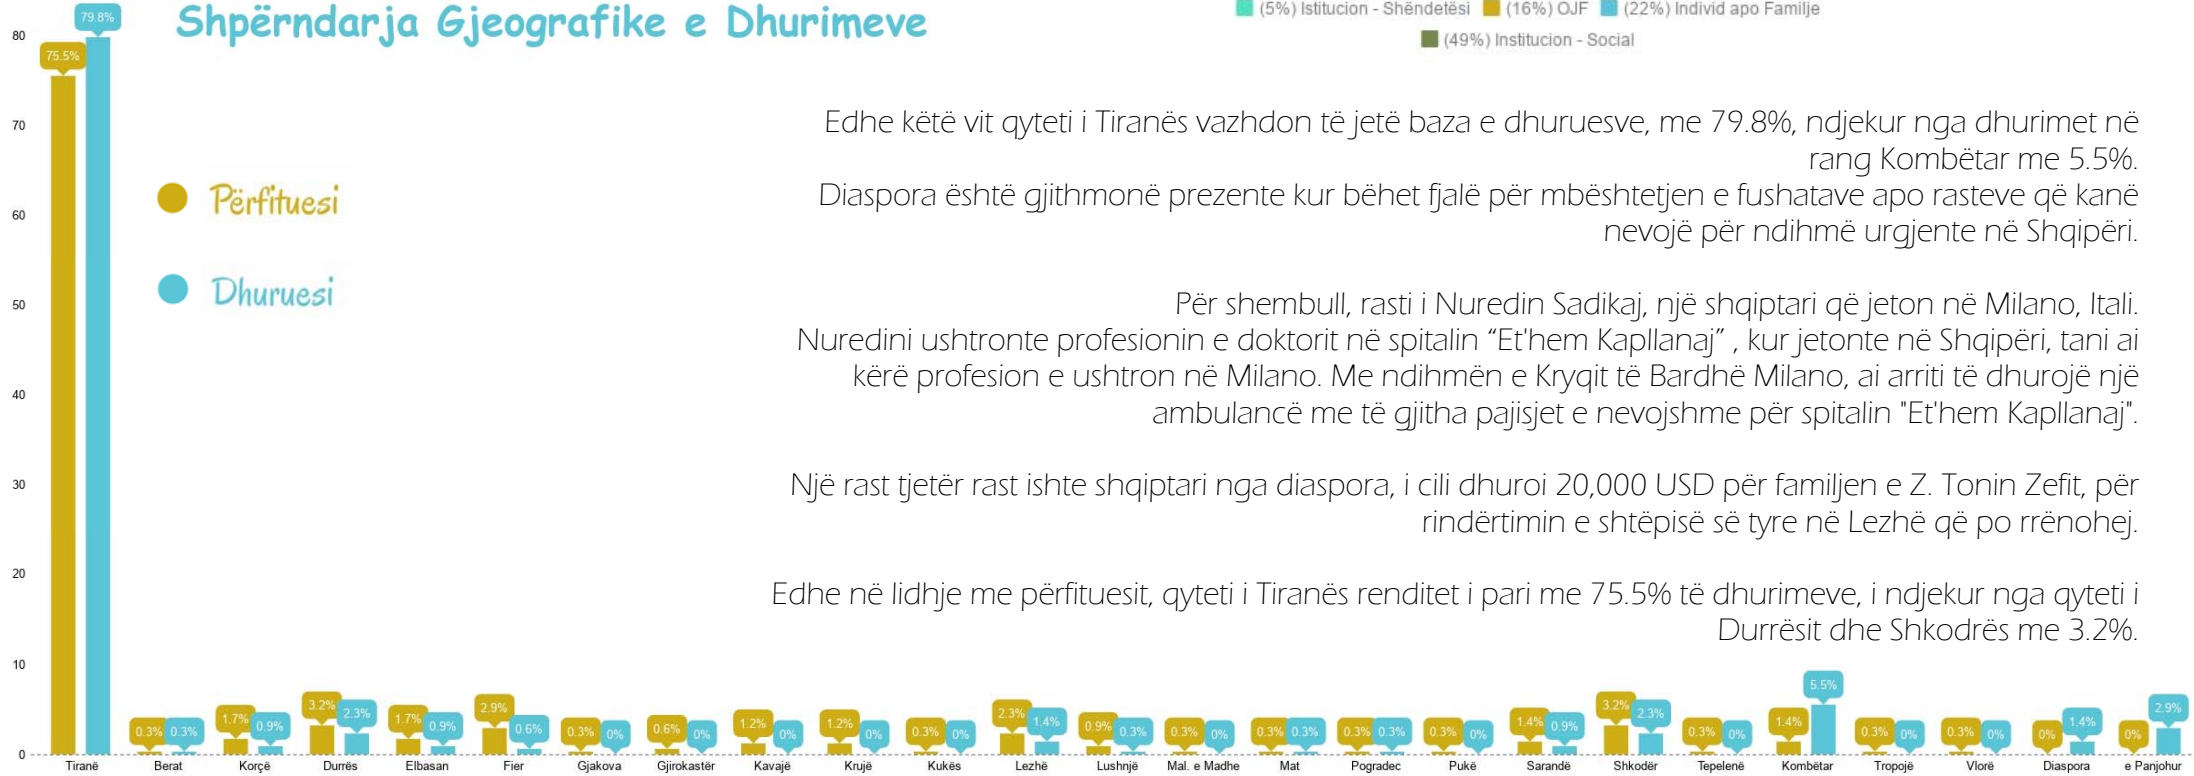 Shpërndarja Gjeografike e Dhurimeve
(5%) Istitucion - Shëndetësi (16%) OJF (22%) Individ apo Familje
(49%) Institucion - Social
Përfituesi
Dhuruesi
Edhe këtë vit qyteti i Tiranës vazhdon të jetë baza e dhuruesve, me 79.8%, ndjekur nga dhurimet në
rang Kombëtar me 5.5%.
Diaspora është gjithmonë prezente kur bëhet fjalë për mbështetjen e fushatave apo rasteve që kanë
nevojë për ndihmë urgjente në Shqipëri.
Për shembull, rasti i Nuredin Sadikaj, një shqiptari që jeton në Milano, Itali.
Nuredini ushtronte profesionin e doktorit në spitalin “Et'hem Kapllanaj” , kur jetonte në Shqipëri, tani ai
kërë profesion e ushtron në Milano. Me ndihmën e Kryqit të Bardhë Milano, ai arriti të dhurojë një
ambulancë me të gjitha pajisjet e nevojshme për spitalin "Et'hem Kapllanaj".
Një rast tjetër rast ishte shqiptari nga diaspora, i cili dhuroi 20,000 USD për familjen e Z. Tonin Zefit, për
rindërtimin e shtëpisë së tyre në Lezhë që po rrënohej.
Edhe në lidhje me përfituesit, qyteti i Tiranës renditet i pari me 75.5% të dhurimeve, i ndjekur nga qyteti i
Durrësit dhe Shkodrës me 3.2%.
80
70
60
50
40
30
20
10
0
75.5% 79.8%
0.3% 0.3%
1.7% 0.9%
3.2% 2.3%
1.7% 0.9%
2.9% 0.6%
0.3% 0%
0.6% 0%
1.2% 0%
1.2% 0%
0.3% 0%
2.3% 1.4%
0.9% 0.3%
0.3% 0%
0.3% 0.3%
0.3% 0.3%
0.3% 0%
1.4% 0.9%
3.2% 2.3%
0.3% 0%
1.4% 5.5%
0.3% 0%
0.3% 0%
0% 1.4%
0% 2.9%
Tiranë Berat Korçë Durrës Elbasan Fier Gjakova Gjirokastër Kavajë Krujë Kukës Lezhë Lushnjë Mal. e Madhe Mat Pogradec Pukë Sarandë Shkodër Tepelenë Kombëtar Tropojë Vlorë Diaspora e Panjohur